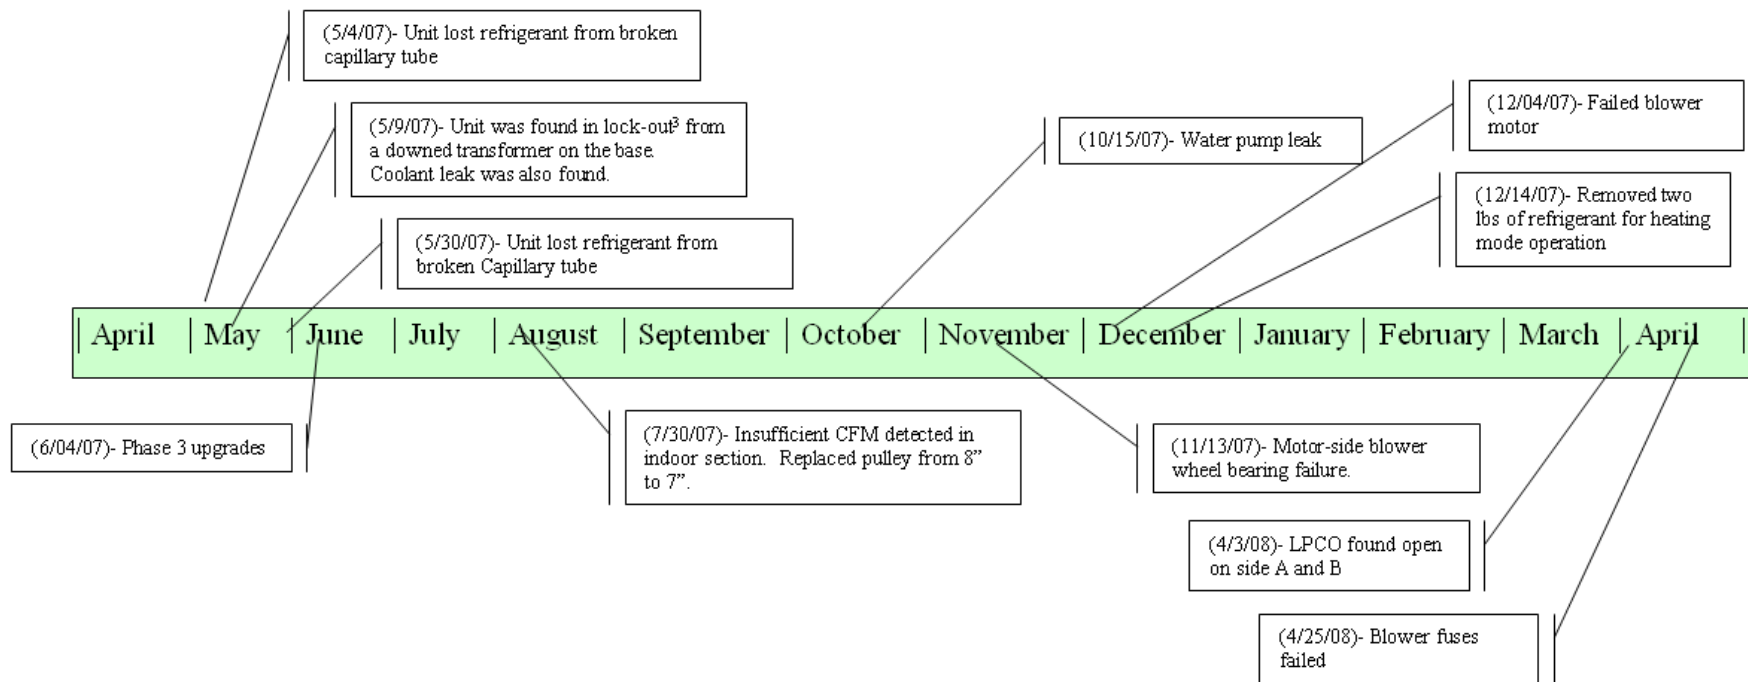 (5/4/07)- Unit lost refrigerant from broken
capillary tube
(5/9/07)- Unit was found in lock-out³ from
a downed transformer on the base.
Coolant leak was also found.
(5/30/07)- Unit lost refrigerant from
broken Capillary tube
(10/15/07)- Water pump leak
(12/04/07)- Failed blower
motor
(12/14/07)- Removed two
lbs of refrigerant for heating
mode operation
April May June July August September October November December January February March April
(6/04/07)- Phase 3 upgrades
(7/30/07)- Insufficient CFM detected in
indoor section. Replaced pulley from 8”
to 7”.
(11/13/07)- Motor-side blower
wheel bearing failure.
(4/3/08)- LPCO found open
on side A and B
(4/25/08)- Blower fuses
failed